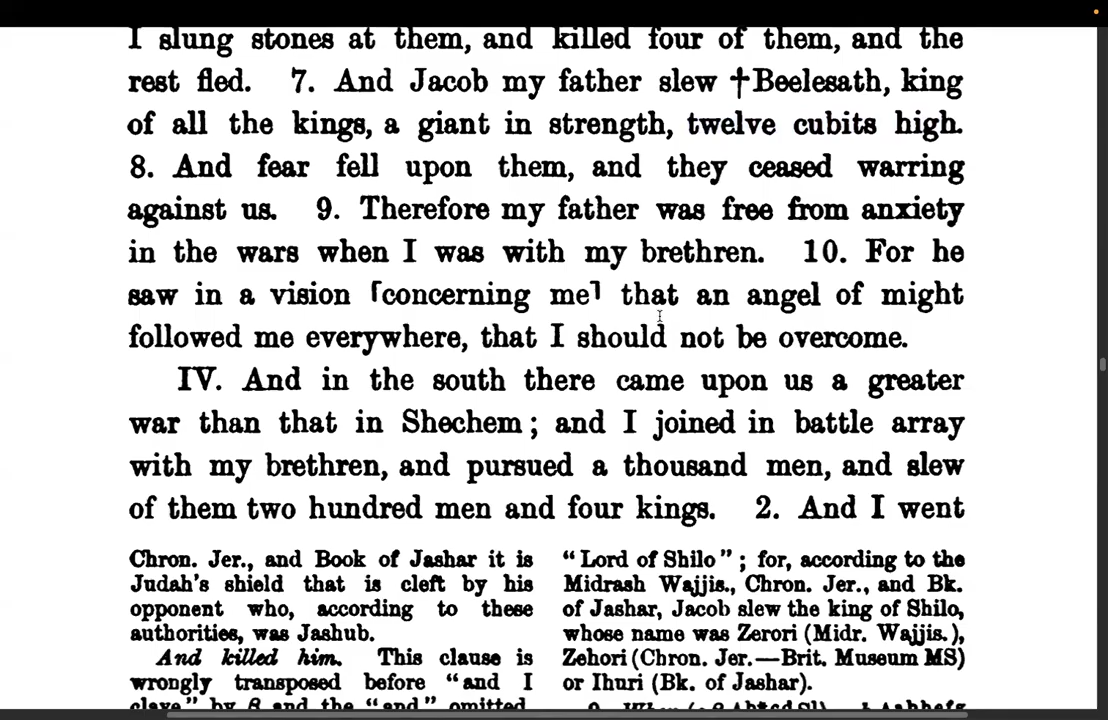 I slung stones at them, and killed four of them, and the
rest fled. 7. And Jacob my father slew †Beelesath, king
of all the kings, a giant in strength, twelve cubits high.
8. And fear fell upon them, and they ceased warring
against us. 9. Therefore my father was free from anxiety
in the wars when I was with my brethren. 10. For he
saw in a vision ⌈concerning me⌉ that an angel of might
followed me everywhere, that I should not be overcome.
IV. And in the south there came upon us a greater
war than that in Shechem; and I joined in battle array
with my brethren, and pursued a thousand men, and slew
of them two hundred men and four kings. 2. And I went
Chron. Jer., and Book of Jashar it is
Judah's shield that is cleft by his
opponent who, according to these
authorities, was Jashub.
And killed him. This clause is
wrongly transposed before "and I
clave" by β and the "and" omitted
"Lord of Shilo"; for, according to the
Midrash Wajjis., Chron. Jer., and Bk.
of Jashar, Jacob slew the king of Shilo,
whose name was Zerori (Midr. Wajjis.),
Zehori (Chron. Jer.—Brit. Museum MS)
or Ihuri (Bk. of Jashar).